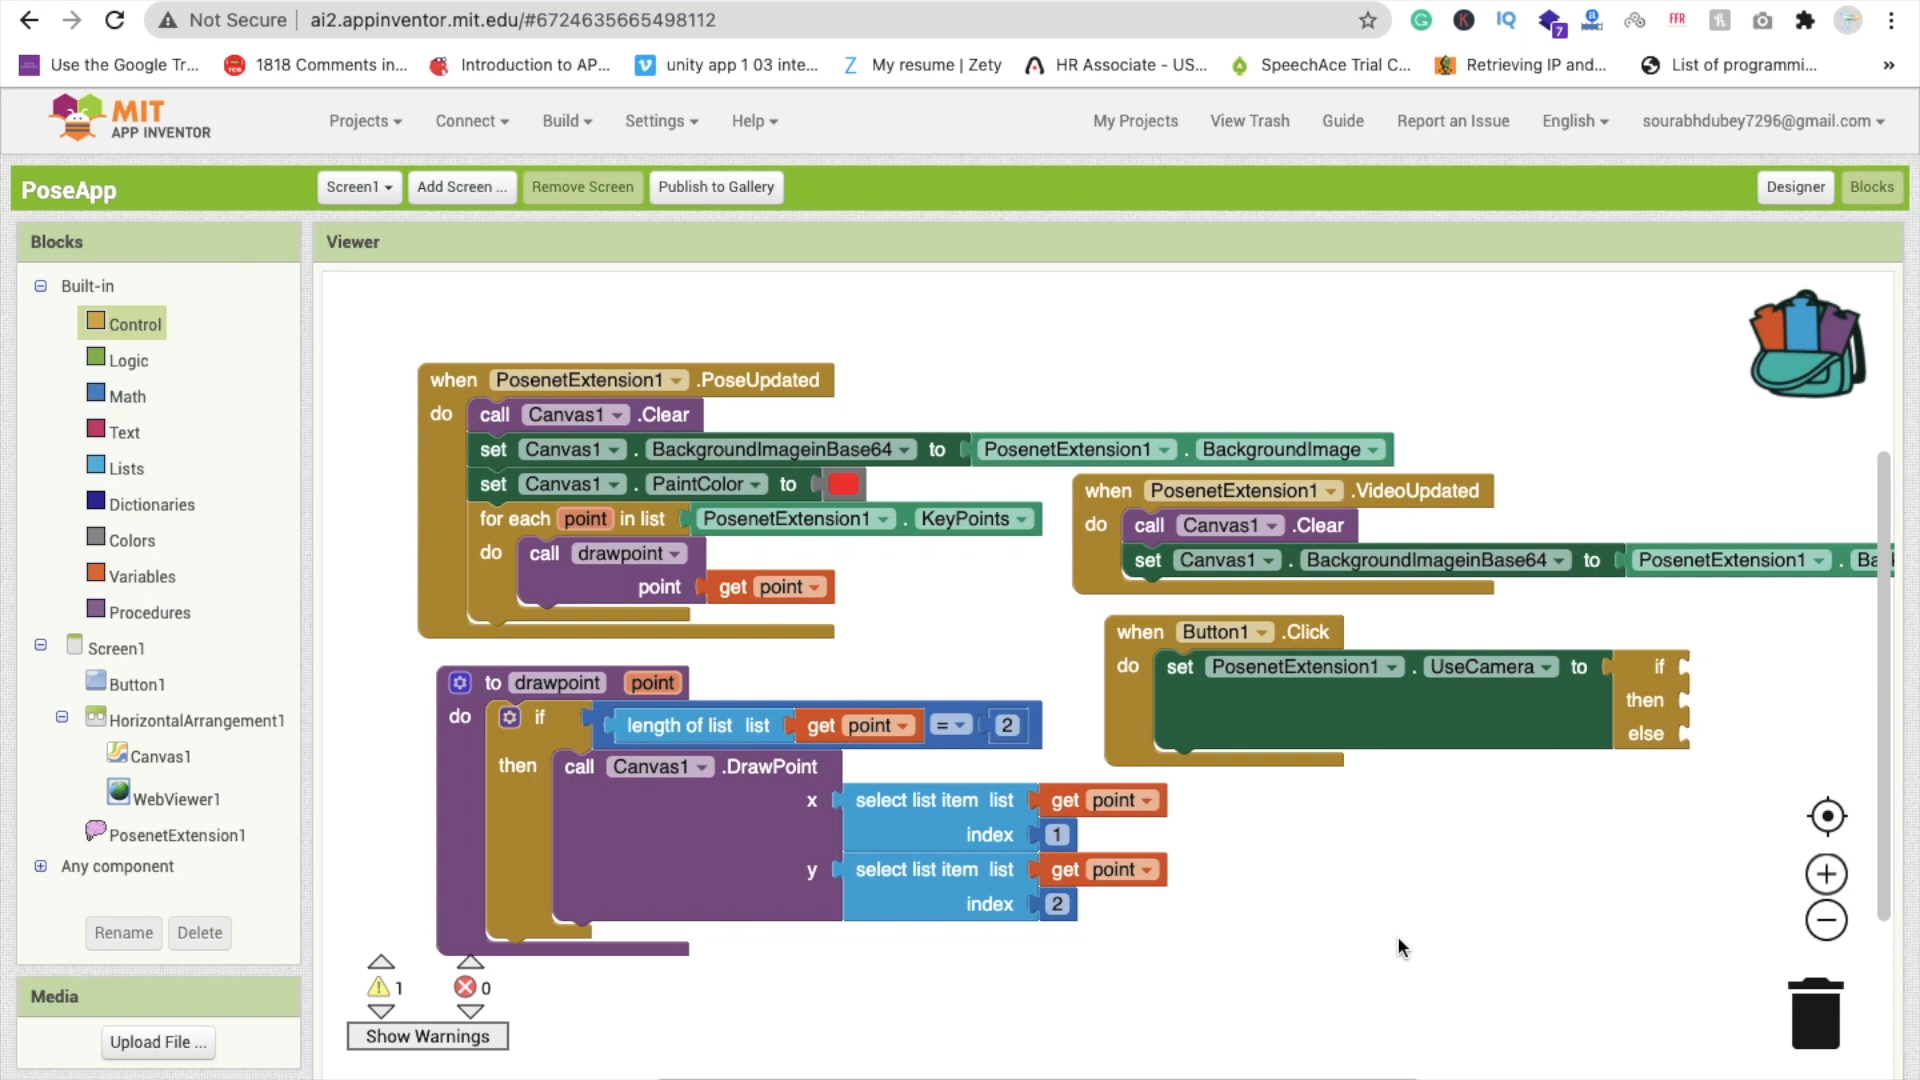 Not Secure ai2.appinventor.mit.edu/#6724635665498112
IQ 7 a FFR
Use the Google Tr... 1818 Comments in... Introduction to AP... unity app 1 03 inte... My resume | Zety HR Associate - US... SpeechAce Trial C... Retrieving IP and... List of programmi... »
MIT APP INVENTOR
Projects Connect Build Settings Help My Projects View Trash Guide Report an Issue English sourabhdubey7296@gmail.com
PoseApp Screen1 Add Screen ... Remove Screen Publish to Gallery Designer Blocks
Blocks
Built-in
Control
Logic
Math
Text
Lists
Dictionaries
Colors
Variables
Procedures
Screen1
Button1
HorizontalArrangement1
Canvas1
WebViewer1
PosenetExtension1
Any component
Rename Delete
Media
Upload File ...
Viewer
when PosenetExtension1 .PoseUpdated
do call Canvas1 .Clear
set Canvas1 . BackgroundImageinBase64 to PosenetExtension1 . BackgroundImage
set Canvas1 . PaintColor to
for each point in list PosenetExtension1 . KeyPoints
do call drawpoint
point get point
when PosenetExtension1 .VideoUpdated
do call Canvas1 .Clear
set Canvas1 . BackgroundImageinBase64 to PosenetExtension1 . Ba
when Button1 .Click
do set PosenetExtension1 . UseCamera to if
then
else
to drawpoint point
do if length of list list get point = 2
then call Canvas1 .DrawPoint
x select list item list get point
index 1
y select list item list get point
index 2
1 0
Show Warnings